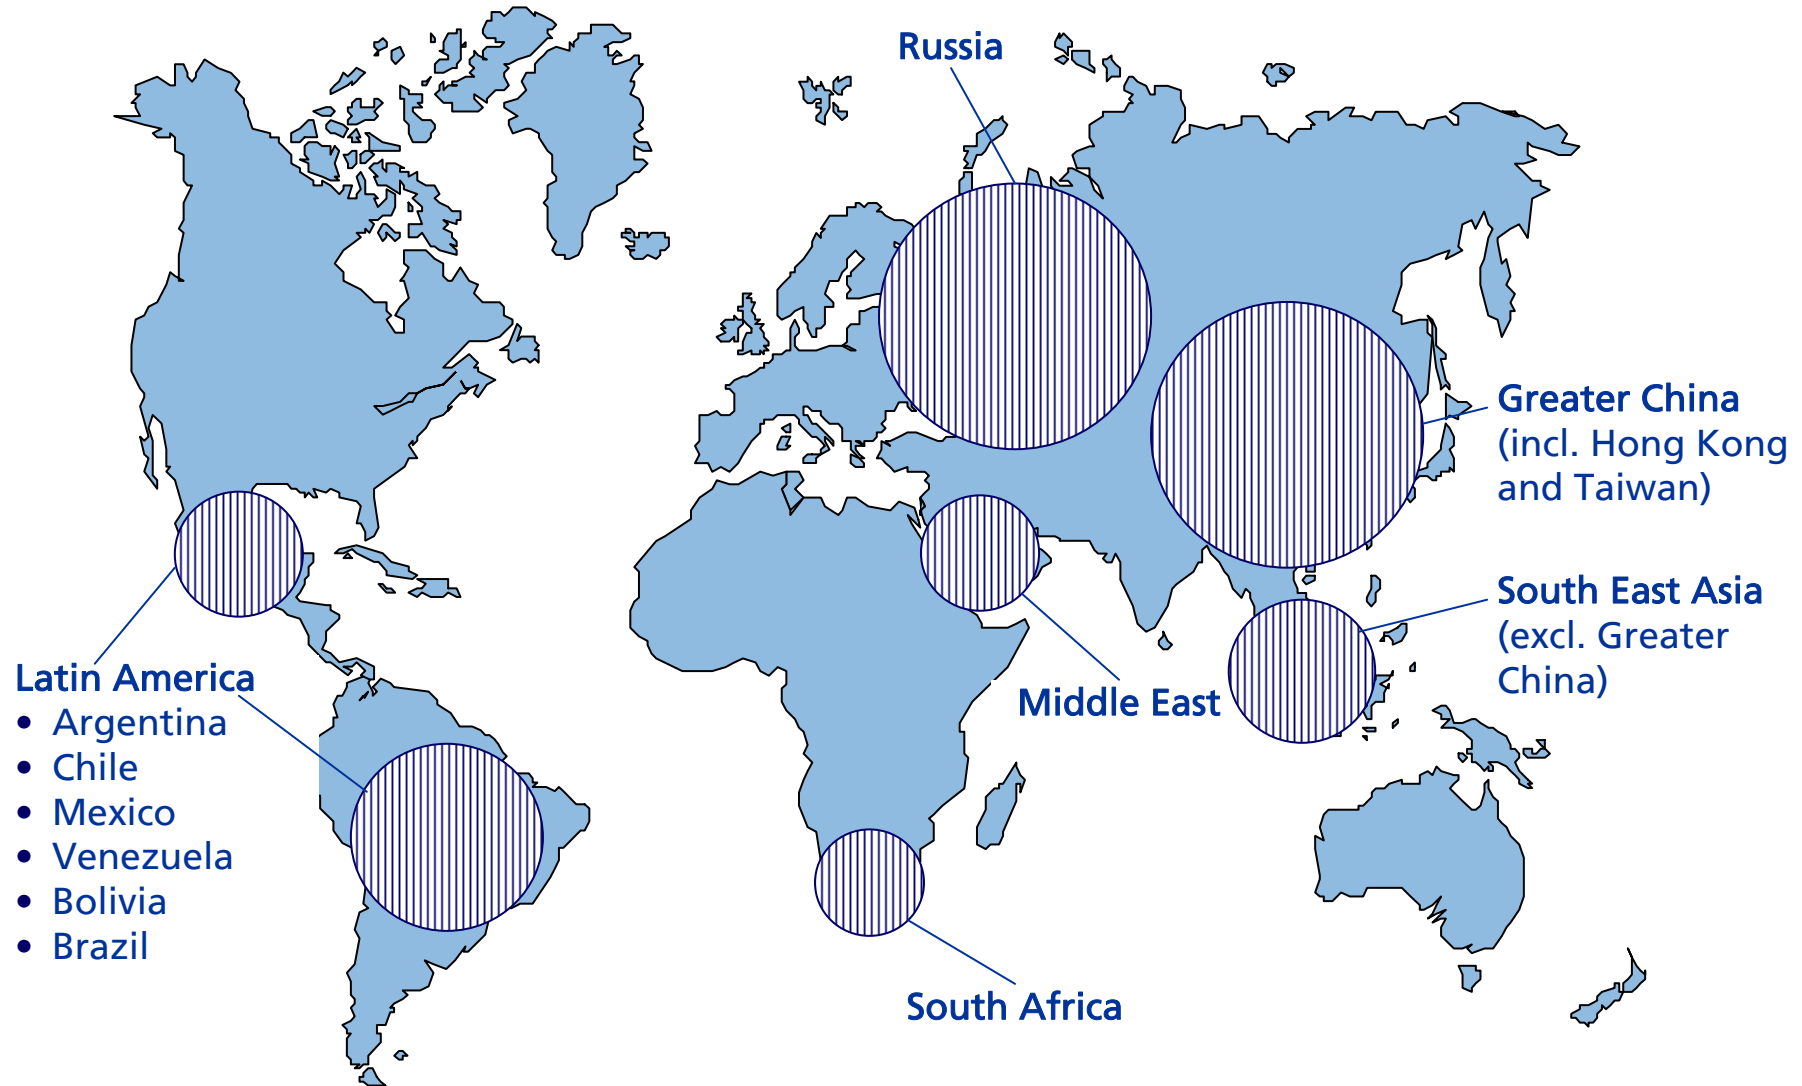 Russia
Greater China
(incl. Hong Kong
and Taiwan)
South East Asia
(excl. Greater
China)
Latin America
• Argentina
• Chile
• Mexico
• Venezuela
• Bolivia
• Brazil
Middle East
South Africa